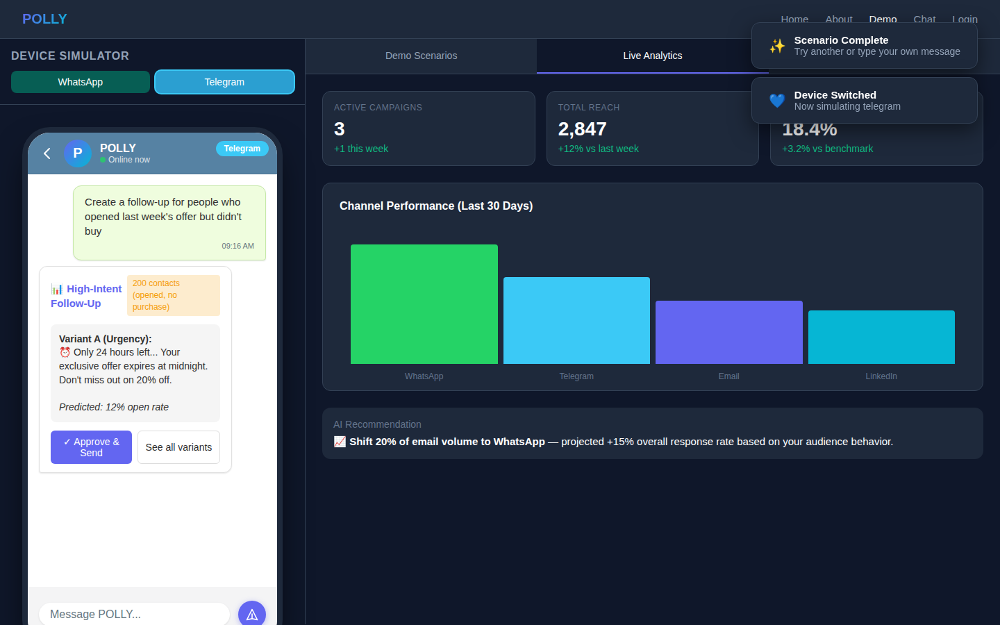 POLLY
Home About Demo Chat Login
✨ Scenario Complete
Try another or type your own message
💙 Device Switched
Now simulating telegram
DEVICE SIMULATOR
WhatsApp Telegram
P
POLLY
Online now
Telegram
Create a follow-up for people who
opened last week's offer but didn't
buy
09:16 AM
📊 High-Intent
Follow-Up
200 contacts
(opened, no
purchase)
Variant A (Urgency):
⏰ Only 24 hours left... Your
exclusive offer expires at midnight.
Don't miss out on 20% off.
Predicted: 12% open rate
✓ Approve &
Send
See all variants
Message POLLY...
Demo Scenarios Live Analytics
ACTIVE CAMPAIGNS
3
+1 this week
TOTAL REACH
2,847
+12% vs last week
18.4%
+3.2% vs benchmark
Channel Performance (Last 30 Days)
WhatsApp Telegram Email LinkedIn
AI Recommendation
📈 Shift 20% of email volume to WhatsApp — projected +15% overall response rate based on your audience behavior.